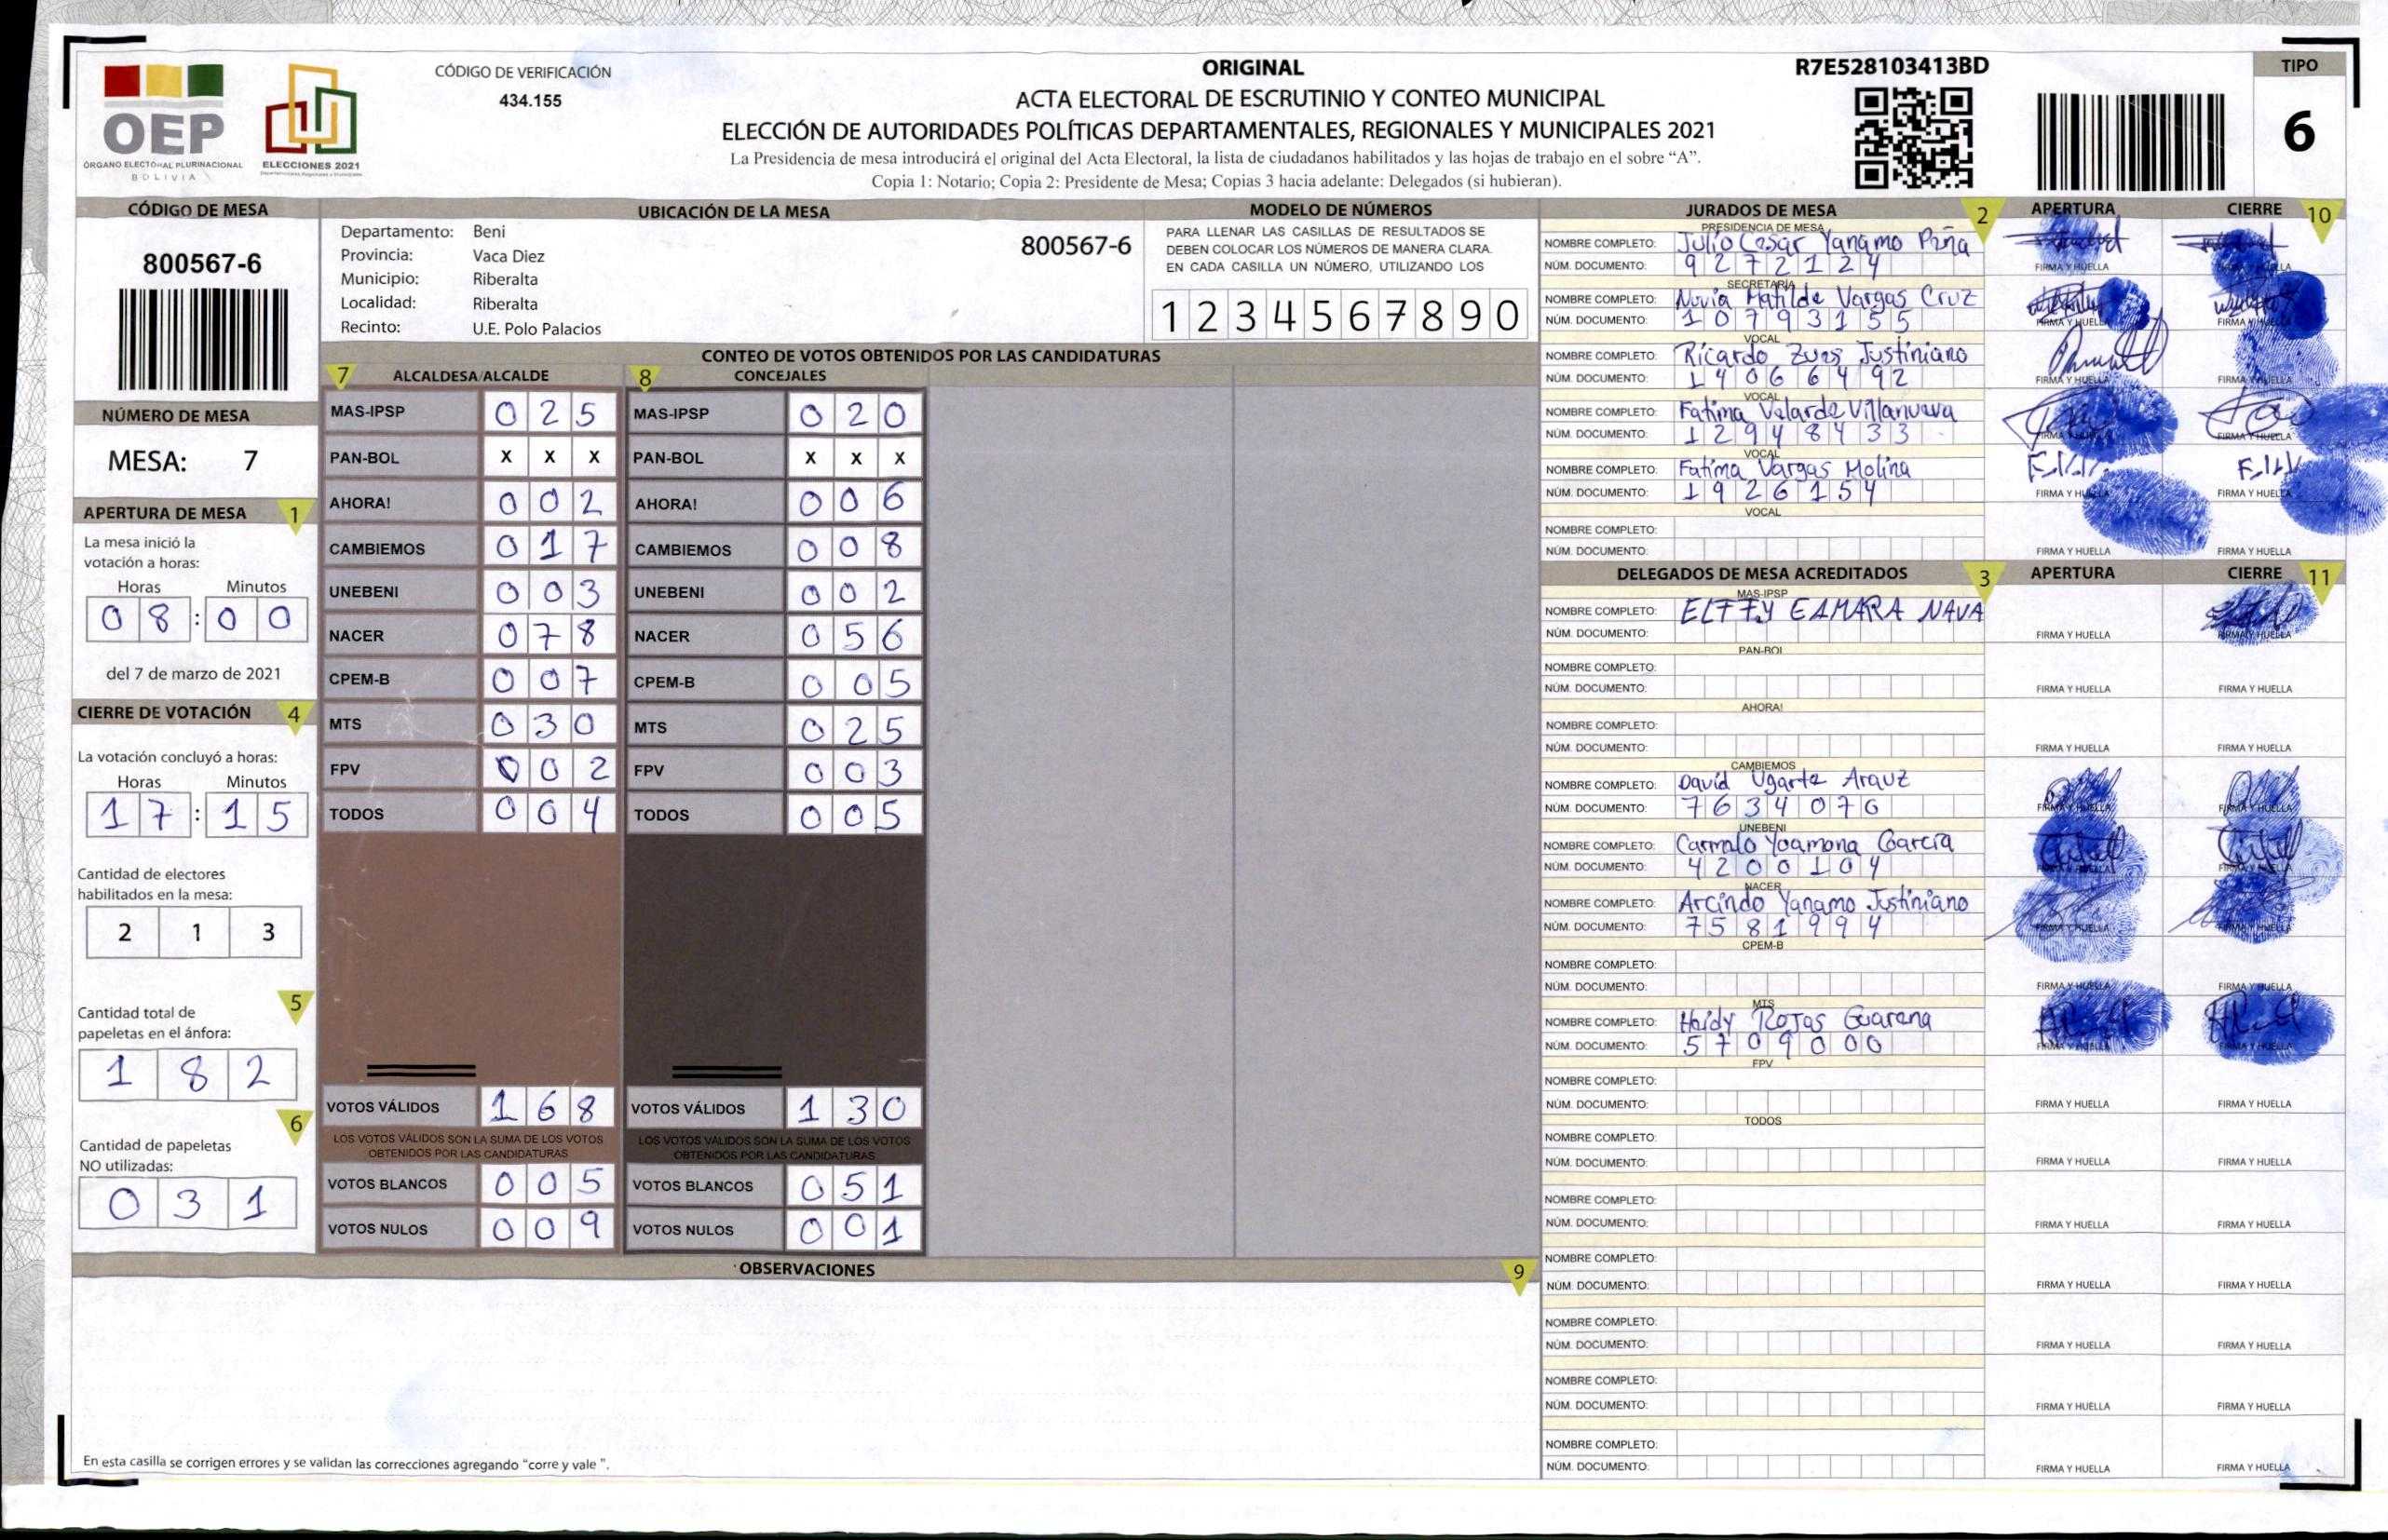 OEP
ÓRGANO ELECTORAL PLURINACIONAL
BOLIVIA
ELECCIONES 2021
CÓDIGO DE VERIFICACIÓN
434.155
ORIGINAL
ACTA ELECTORAL DE ESCRUTINIO Y CONTEO MUNICIPAL
ELECCIÓN DE AUTORIDADES POLÍTICAS DEPARTAMENTALES, REGIONALES Y MUNICIPALES 2021
La Presidencia de mesa introducirá el original del Acta Electoral, la lista de ciudadanos habilitados y las hojas de trabajo en el sobre “A”.
Copia 1: Notario; Copia 2: Presidente de Mesa; Copias 3 hacia adelante: Delegados (si hubieran).
R7E528103413BD
TIPO
6
CÓDIGO DE MESA
800567-6
NÚMERO DE MESA
MESA: 7
APERTURA DE MESA 1
La mesa inició la
votación a horas:
Horas Minutos
08:00
del 7 de marzo de 2021
CIERRE DE VOTACIÓN 4
La votación concluyó a horas:
Horas Minutos
17:15
Cantidad de electores
habilitados en la mesa:
213
5
Cantidad total de
papeletas en el ánfora:
182
6
Cantidad de papeletas
NO utilizadas:
031
UBICACIÓN DE LA MESA
Departamento: Beni
Provincia: Vaca Diez
Municipio: Riberalta
Localidad: Riberalta
Recinto: U.E. Polo Palacios
800567-6
MODELO DE NÚMEROS
PARA LLENAR LAS CASILLAS DE RESULTADOS SE
DEBEN COLOCAR LOS NÚMEROS DE MANERA CLARA.
EN CADA CASILLA UN NÚMERO, UTILIZANDO LOS
1 2 3 4 5 6 7 8 9 0
CONTEO DE VOTOS OBTENIDOS POR LAS CANDIDATURAS
7 ALCALDESA/ALCALDE 8 CONCEJALES
MAS-IPSP 025 MAS-IPSP 020
PAN-BOL X X X PAN-BOL X X X
AHORA! 002 AHORA! 006
CAMBIEMOS 017 CAMBIEMOS 008
UNEBENI 003 UNEBENI 002
NACER 078 NACER 056
CPEM-B 007 CPEM-B 005
MTS 030 MTS 025
FPV 002 FPV 003
TODOS 004 TODOS 005
VOTOS VÁLIDOS 168 VOTOS VÁLIDOS 130
LOS VOTOS VÁLIDOS SON LA SUMA DE LOS VOTOS LOS VOTOS VÁLIDOS SON LA SUMA DE LOS VOTOS
OBTENIDOS POR LAS CANDIDATURAS OBTENIDOS POR LAS CANDIDATURAS
VOTOS BLANCOS 005 VOTOS BLANCOS 051
VOTOS NULOS 009 VOTOS NULOS 001
OBSERVACIONES 9
En esta casilla se corrigen errores y se validan las correcciones agregando “corre y vale ”.
JURADOS DE MESA 2 APERTURA CIERRE 10
PRESIDENCIA DE MESA
NOMBRE COMPLETO: Julio Cesar Yanamo Piña
NÚM. DOCUMENTO: 9272124 FIRMA Y HUELLA FIRMA Y HUELLA
SECRETARÍA
NOMBRE COMPLETO: Novia Matilde Vargas Cruz
NÚM. DOCUMENTO: 10793155 FIRMA Y HUELLA FIRMA Y HUELLA
VOCAL
NOMBRE COMPLETO: Ricardo Justiniano
NÚM. DOCUMENTO: 14066492 FIRMA Y HUELLA FIRMA Y HUELLA
VOCAL
NOMBRE COMPLETO: Fatima Velarde Villanueva
NÚM. DOCUMENTO: 12948433 FIRMA Y HUELLA FIRMA Y HUELLA
VOCAL
NOMBRE COMPLETO: Fatima Vargas Molina
NÚM. DOCUMENTO: 1926154 FIRMA Y HUELLA FIRMA Y HUELLA
VOCAL
NOMBRE COMPLETO:
NÚM. DOCUMENTO: FIRMA Y HUELLA FIRMA Y HUELLA
DELEGADOS DE MESA ACREDITADOS 3 APERTURA CIERRE 11
MAS-IPSP
NOMBRE COMPLETO: NAVA
NÚM. DOCUMENTO: FIRMA Y HUELLA FIRMA Y HUELLA
PAN-BOL
NOMBRE COMPLETO:
NÚM. DOCUMENTO: FIRMA Y HUELLA FIRMA Y HUELLA
AHORA!
NOMBRE COMPLETO:
NÚM. DOCUMENTO: FIRMA Y HUELLA FIRMA Y HUELLA
CAMBIEMOS
NOMBRE COMPLETO: David Ugarte Arauz
NÚM. DOCUMENTO: 7634070 FIRMA Y HUELLA FIRMA Y HUELLA
UNEBENI
NOMBRE COMPLETO: Carmelo Yoamona Garcia
NÚM. DOCUMENTO: 4200104 FIRMA Y HUELLA FIRMA Y HUELLA
NACER
NOMBRE COMPLETO: Arcindo Yanamo Justiniano
NÚM. DOCUMENTO: 7581994 FIRMA Y HUELLA FIRMA Y HUELLA
CPEM-B
NOMBRE COMPLETO:
NÚM. DOCUMENTO: FIRMA Y HUELLA FIRMA Y HUELLA
MTS
NOMBRE COMPLETO: Heidy Rojas Guarena
NÚM. DOCUMENTO: 5709000 FIRMA Y HUELLA FIRMA Y HUELLA
FPV
NOMBRE COMPLETO:
NÚM. DOCUMENTO: FIRMA Y HUELLA FIRMA Y HUELLA
TODOS
NOMBRE COMPLETO:
NÚM. DOCUMENTO: FIRMA Y HUELLA FIRMA Y HUELLA
NOMBRE COMPLETO:
NÚM. DOCUMENTO: FIRMA Y HUELLA FIRMA Y HUELLA
NOMBRE COMPLETO:
NÚM. DOCUMENTO: FIRMA Y HUELLA FIRMA Y HUELLA
NOMBRE COMPLETO:
NÚM. DOCUMENTO: FIRMA Y HUELLA FIRMA Y HUELLA
NOMBRE COMPLETO:
NÚM. DOCUMENTO: FIRMA Y HUELLA FIRMA Y HUELLA
NOMBRE COMPLETO:
NÚM. DOCUMENTO: FIRMA Y HUELLA FIRMA Y HUELLA